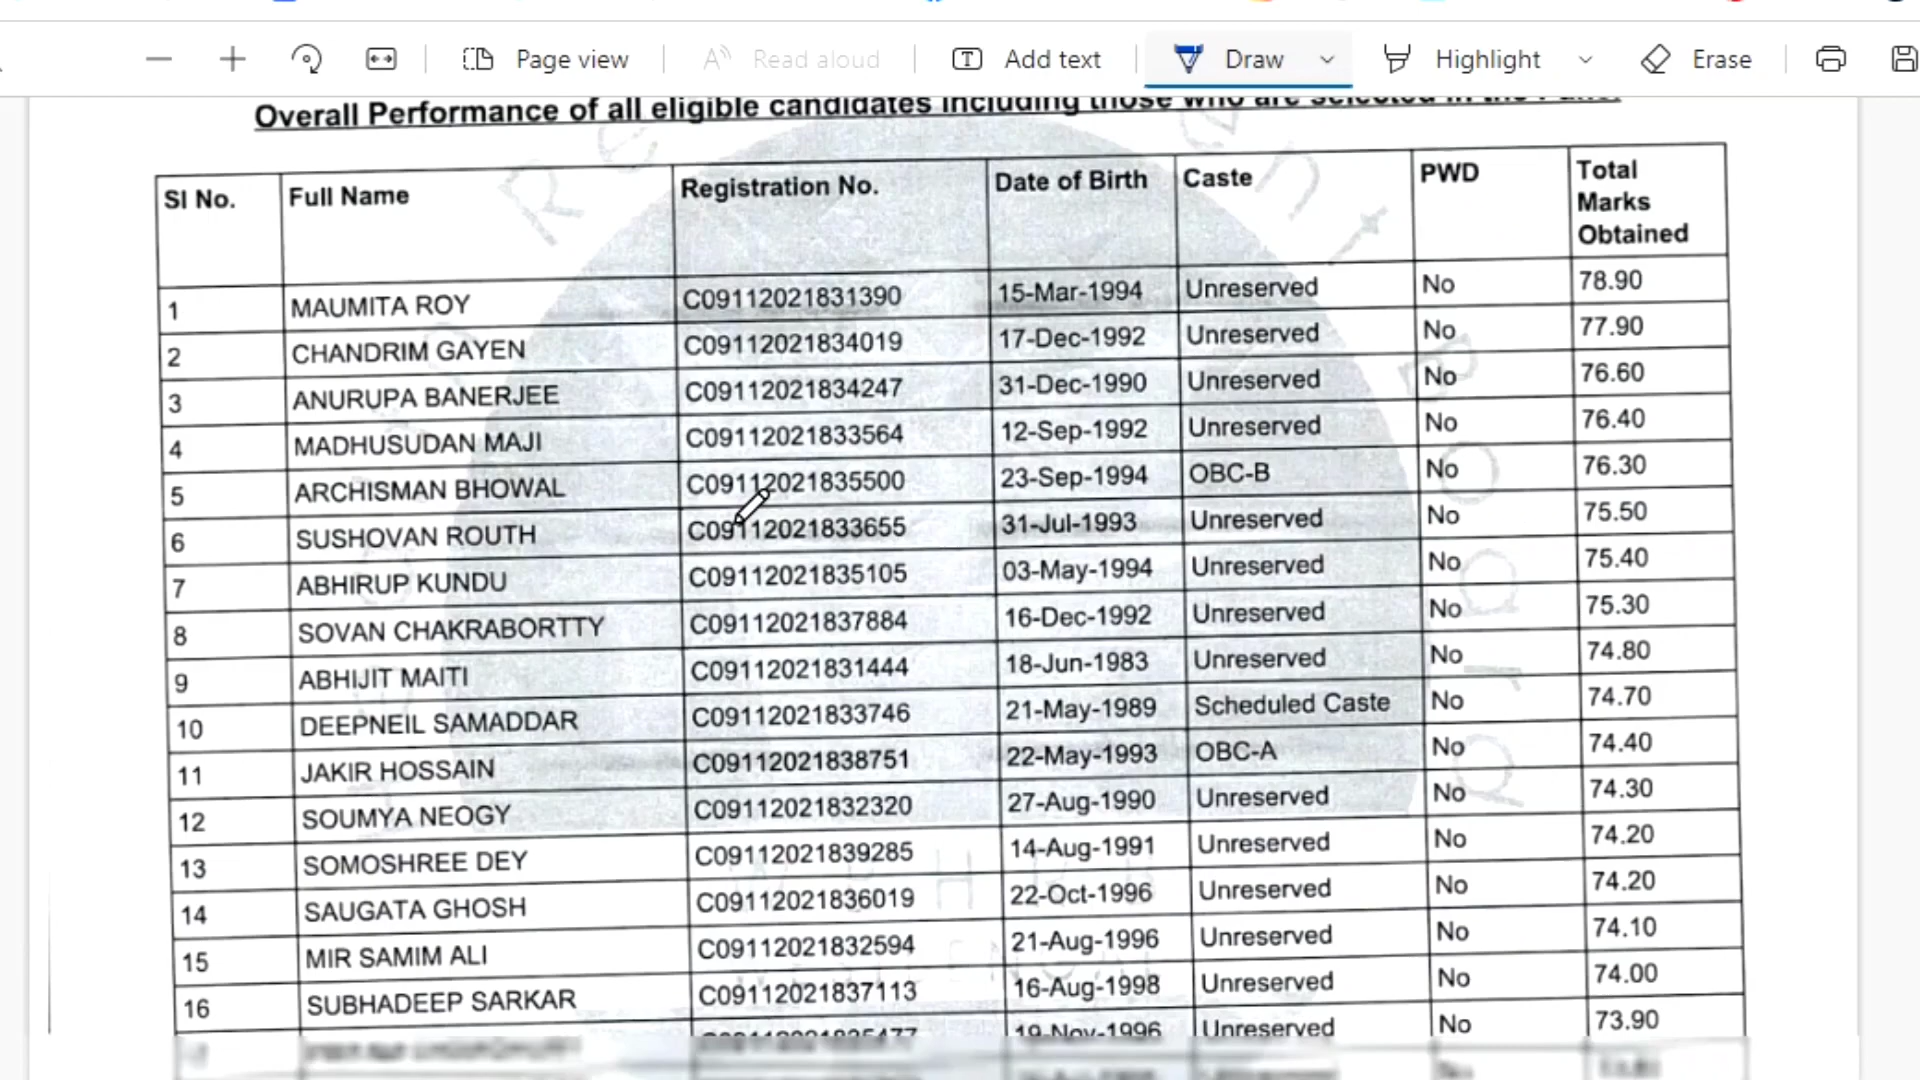 Page view Read aloud Add text Draw Highlight Erase
Overall Performance of all eligible candidates including those who are selected in the
Sl No. Full Name Registration No. Date of Birth Caste PWD Total Marks Obtained
1 MAUMITA ROY C09112021831390 15-Mar-1994 Unreserved No 78.90
2 CHANDRIM GAYEN C09112021834019 17-Dec-1992 Unreserved No 77.90
3 ANURUPA BANERJEE C09112021834247 31-Dec-1990 Unreserved No 76.60
4 MADHUSUDAN MAJI C09112021833564 12-Sep-1992 Unreserved No 76.40
5 ARCHISMAN BHOWAL C09112021835500 23-Sep-1994 OBC-B No 76.30
6 SUSHOVAN ROUTH C09112021833655 31-Jul-1993 Unreserved No 75.50
7 ABHIRUP KUNDU C09112021835105 03-May-1994 Unreserved No 75.40
8 SOVAN CHAKRABORTTY C09112021837884 16-Dec-1992 Unreserved No 75.30
9 ABHIJIT MAITI C09112021831444 18-Jun-1983 Unreserved No 74.80
10 DEEPNEIL SAMADDAR C09112021833746 21-May-1989 Scheduled Caste No 74.70
11 JAKIR HOSSAIN C09112021838751 22-May-1993 OBC-A No 74.40
12 SOUMYA NEOGY C09112021832320 27-Aug-1990 Unreserved No 74.30
13 SOMOSHREE DEY C09112021839285 14-Aug-1991 Unreserved No 74.20
14 SAUGATA GHOSH C09112021836019 22-Oct-1996 Unreserved No 74.20
15 MIR SAMIM ALI C09112021832594 21-Aug-1996 Unreserved No 74.10
16 SUBHADEEP SARKAR C09112021837113 16-Aug-1998 Unreserved No 74.00
19-Nov-1996 Unreserved No 73.90